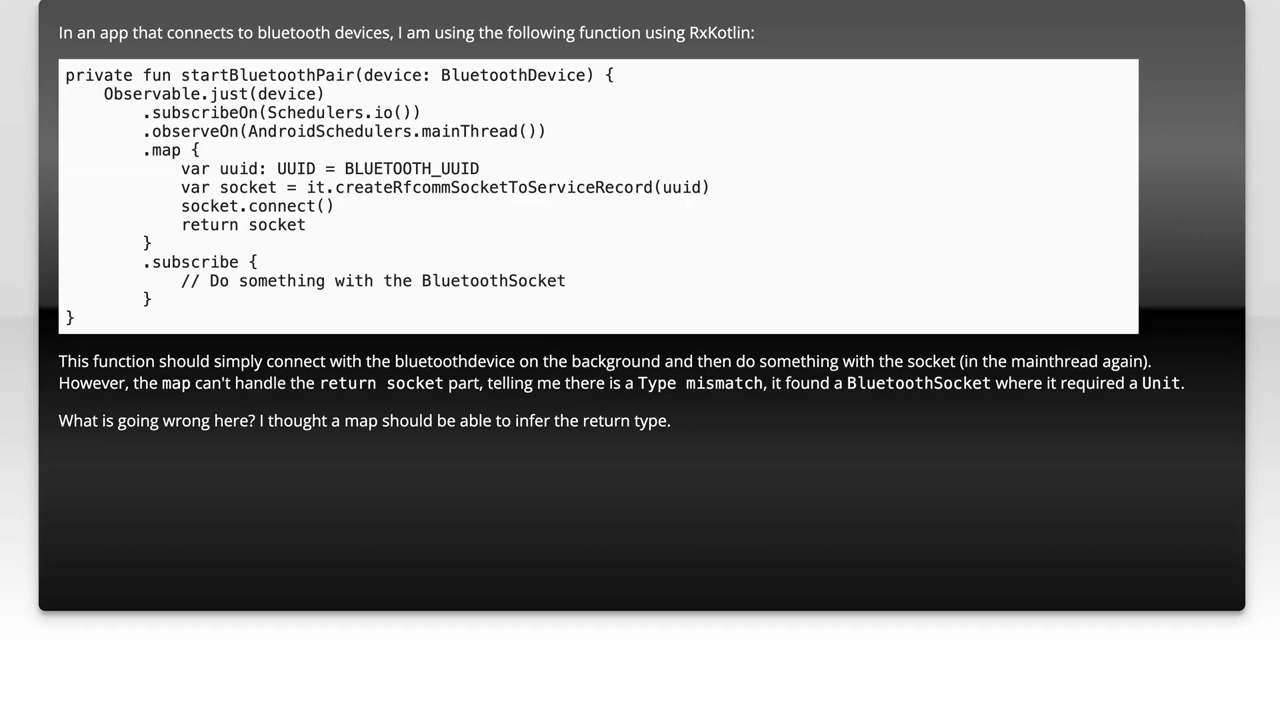 In an app that connects to bluetooth devices, I am using the following function using RxKotlin:
private fun startBluetoothPair(device: BluetoothDevice) {
    Observable.just(device)
        .subscribeOn(Schedulers.io())
        .observeOn(AndroidSchedulers.mainThread())
        .map {
            var uuid: UUID = BLUETOOTH_UUID
            var socket = it.createRfcommSocketToServiceRecord(uuid)
            socket.connect()
            return socket
        }
        .subscribe {
            // Do something with the BluetoothSocket
        }
}
This function should simply connect with the bluetoothdevice on the background and then do something with the socket (in the mainthread again).
However, the map can't handle the return socket part, telling me there is a Type mismatch, it found a BluetoothSocket where it required a Unit.
What is going wrong here? I thought a map should be able to infer the return type.